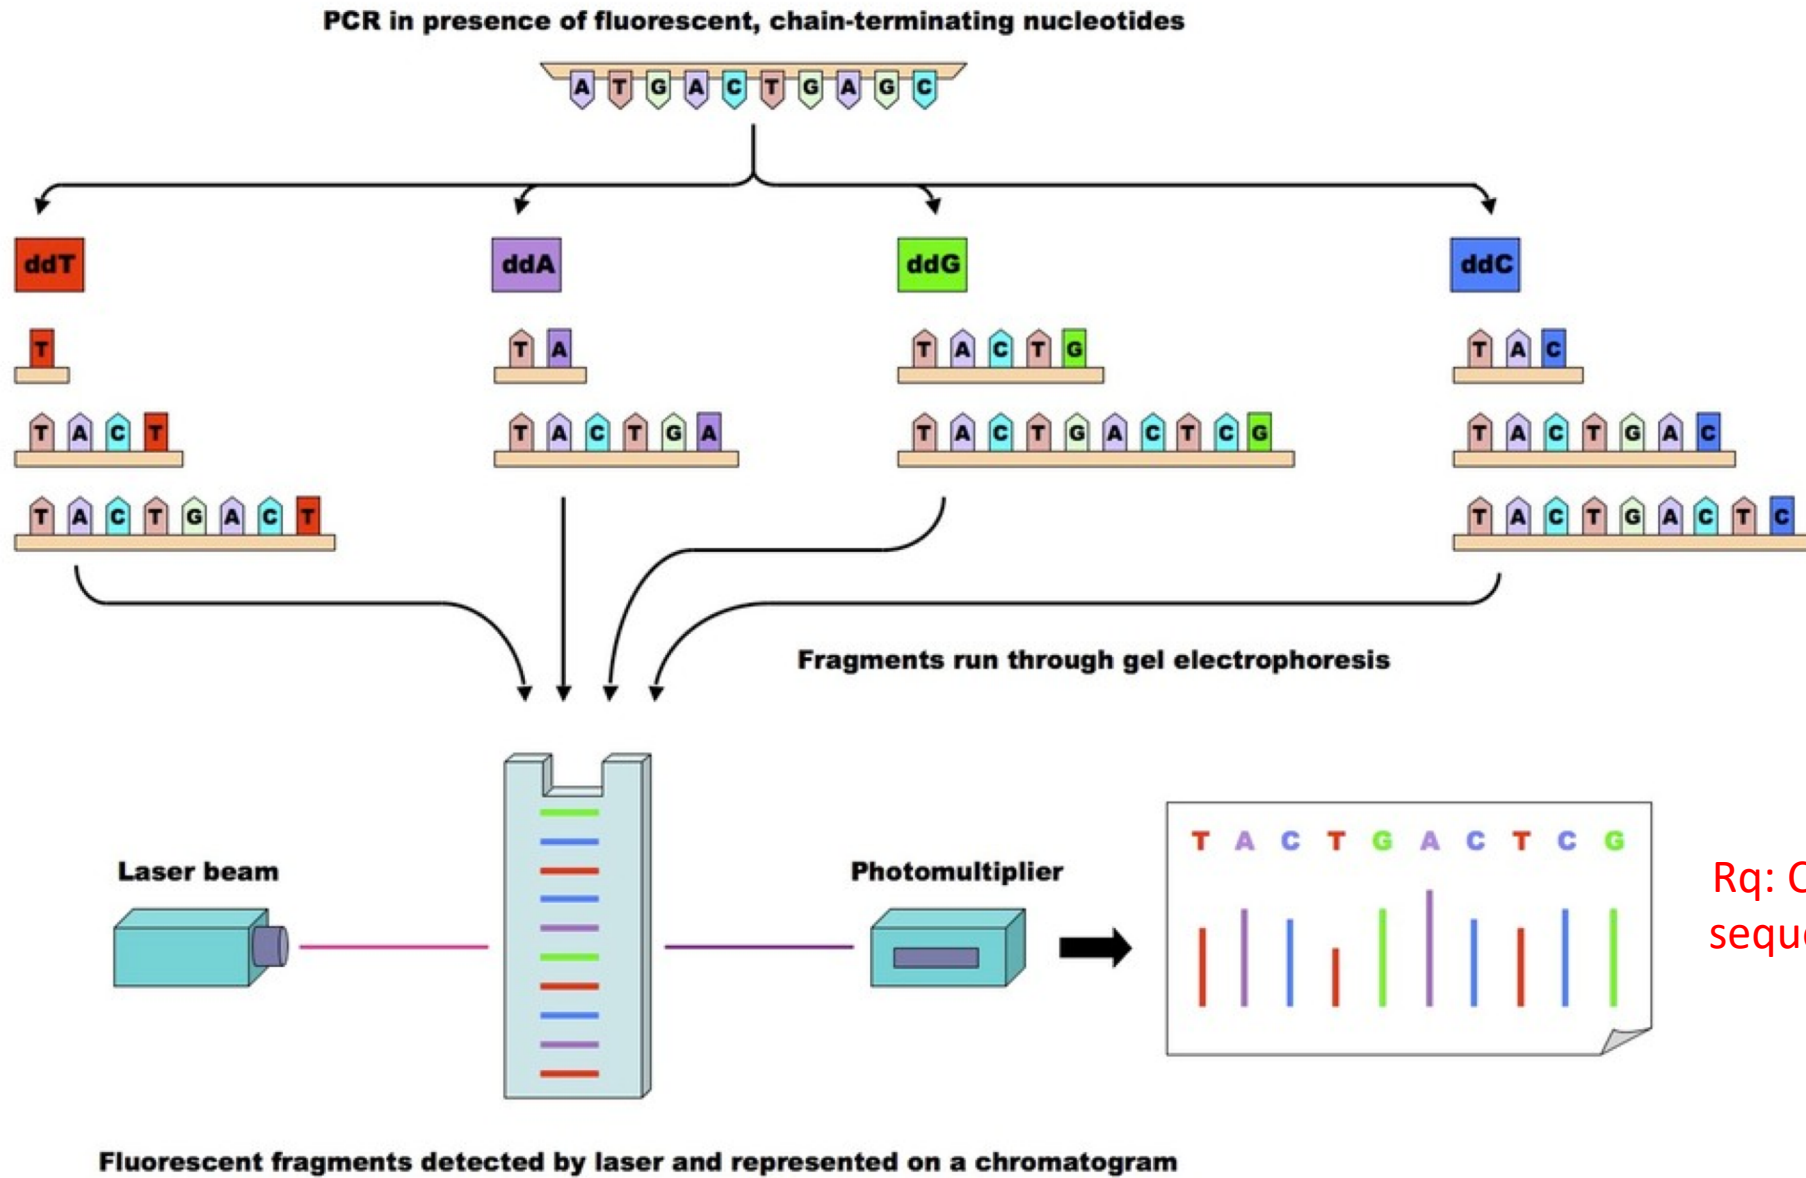 PCR in presence of fluorescent, chain-terminating nucleotides
A T G A C T G A G C
ddT ddA ddG ddC
T
T A
T A C T G
T A C
T A C T
T A C T G A
T A C T G A C T C G
T A C T G A C
T A C T G A C T
T A C T G A C T C
Fragments run through gel electrophoresis
Laser beam
Photomultiplier
T A C T G A C T C G
Rq:
Fluorescent fragments detected by laser and represented on a chromatogram